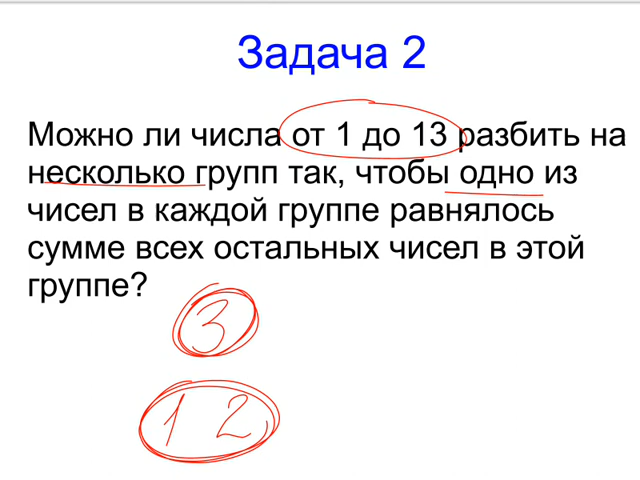 Задача 2
Можно ли числа от 1 до 13 разбить на
несколько групп так, чтобы одно из
чисел в каждой группе равнялось
сумме всех остальных чисел в этой
группе?
3
1 2